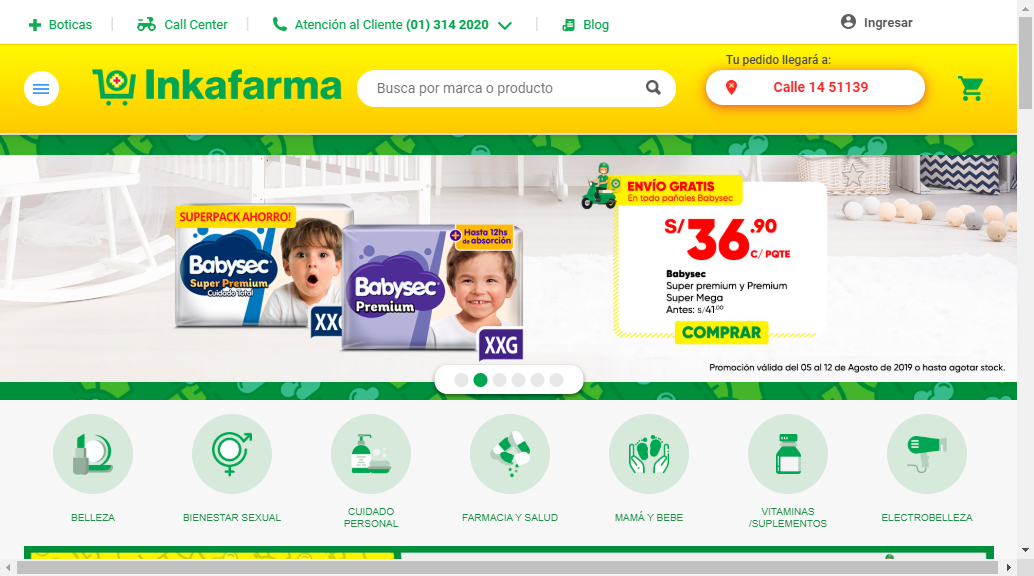 Boticas
Call Center
Atención al Cliente (01) 314 2020
Blog
Ingresar
Inkafarma
Busca por marca o producto
Tu pedido llegará a:
Calle 14 51139
SUPERPACK AHORRO!
Babysec
Super Premium
Cuidado Total
XXG
Hasta 12hs
de absorción
Babysec
Premium
XXG
ENVÍO GRATIS
En todo pañales Babysec
S/36.90
C/ PQTE
Babysec
Super premium y Premium
Super Mega
Antes: s/41.00
COMPRAR
Promoción válida del 05 al 12 de Agosto de 2019 o hasta agotar stock.
BELLEZA
BIENESTAR SEXUAL
CUIDADO
PERSONAL
FARMACIA Y SALUD
MAMÁ Y BEBE
VITAMINAS
/SUPLEMENTOS
ELECTROBELLEZA